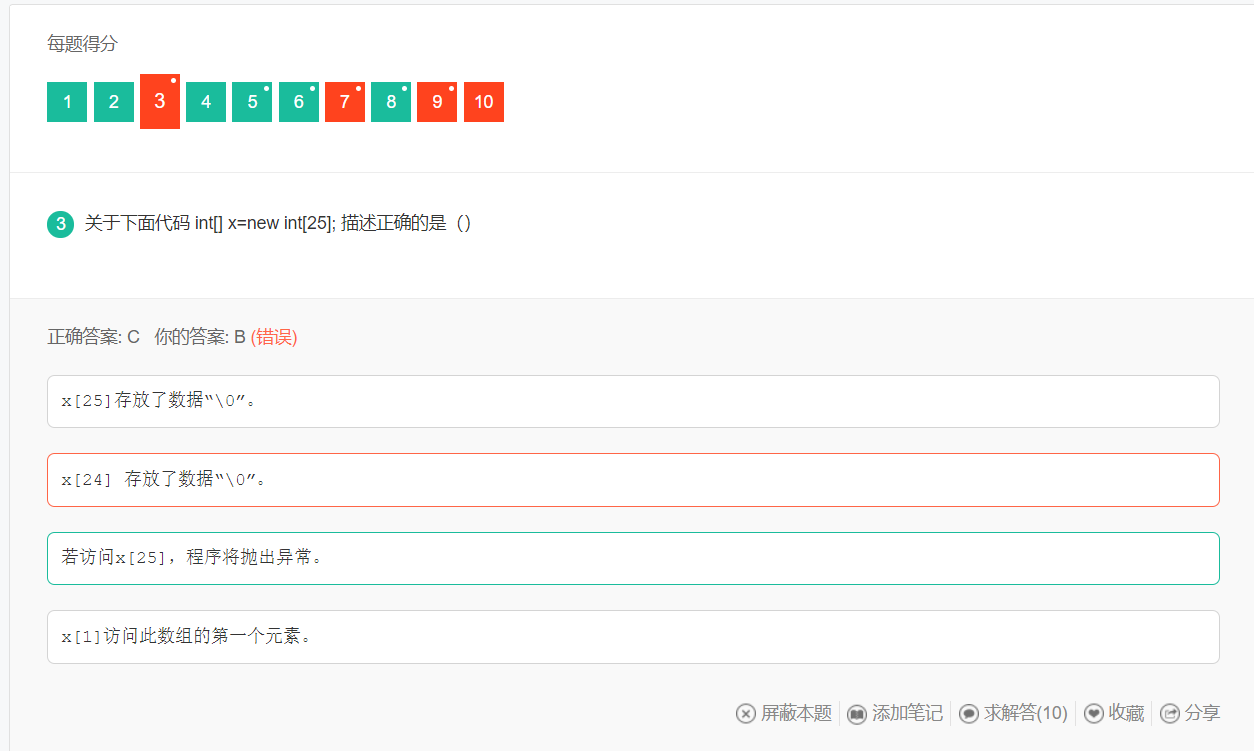 每题得分
1 2 3 4 5 6 7 8 9 10
3 关于下面代码 int[] x=new int[25]; 描述正确的是（）
正确答案: C 你的答案: B (错误)
x[25]存放了数据“\0”。
x[24] 存放了数据“\0”。
若访问x[25]，程序将抛出异常。
x[1]访问此数组的第一个元素。
屏蔽本题 添加笔记 求解答(10) 收藏 分享